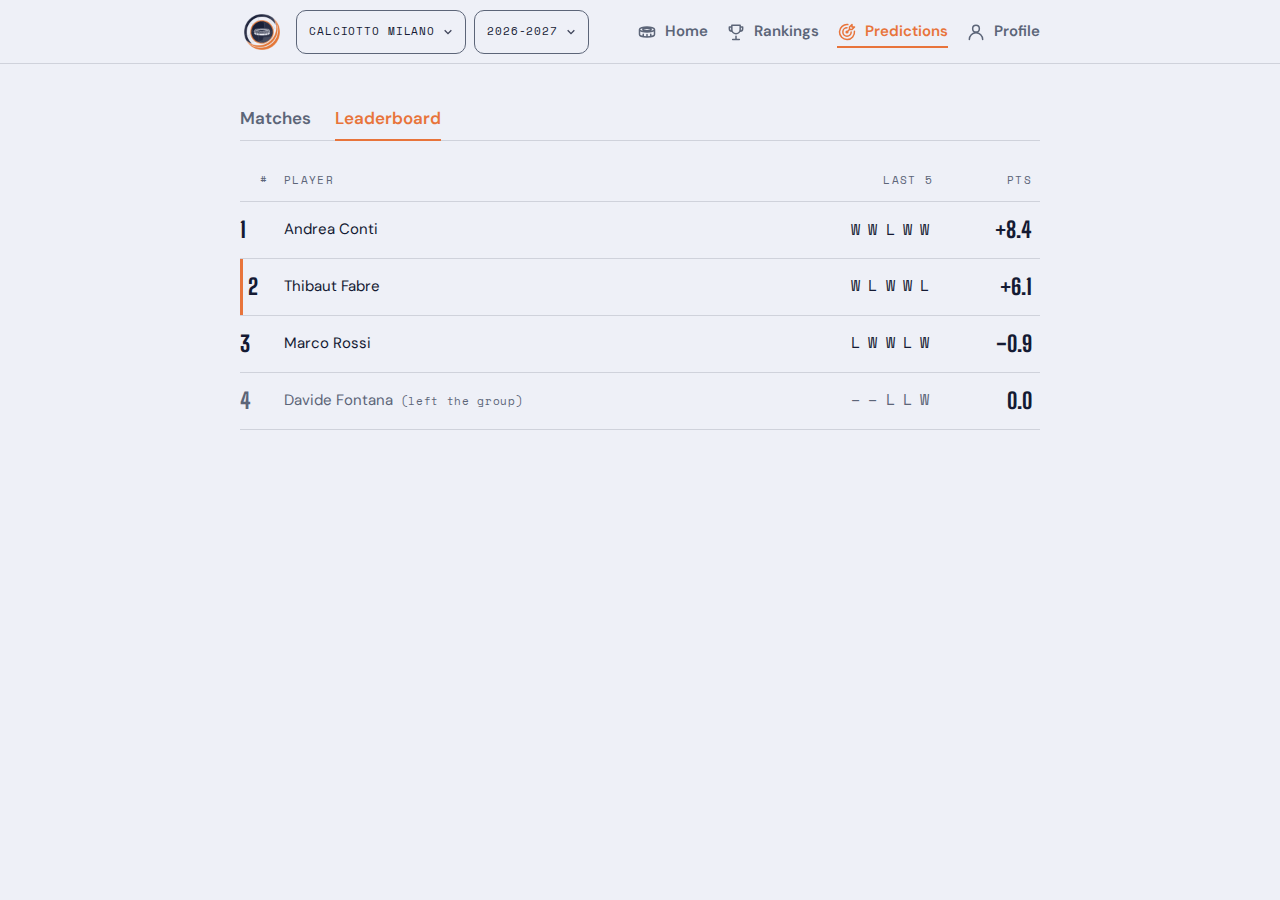 CALCIOTTO MILANO 2026-2027 Home Rankings Predictions Profile
Matches Leaderboard
# PLAYER LAST 5 PTS
1 Andrea Conti W W L W W +8.4
2 Thibaut Fabre W L W W L +6.1
3 Marco Rossi L W W L W −0.9
4 Davide Fontana (left the group) – – L L W 0.0